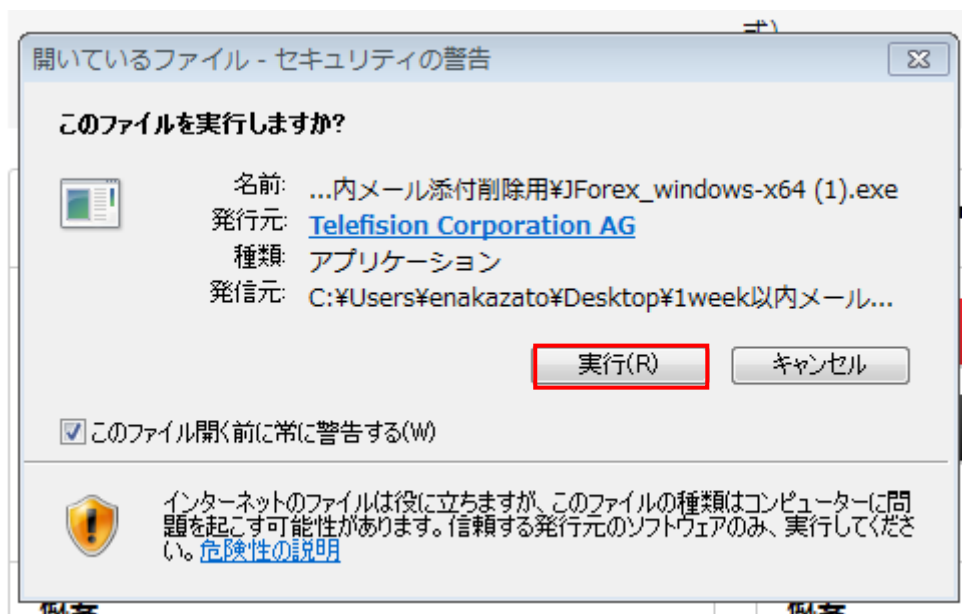 開いているファイル - セキュリティの警告
このファイルを実行しますか?
名前: ...内メール添付削除用¥JForex_windows-x64 (1).exe
発行元: Telefision Corporation AG
種類: アプリケーション
発信元: C:¥Users¥enakazato¥Desktop¥1week以内メール...
実行(R) キャンセル
このファイル開く前に常に警告する(W)
インターネットのファイルは役に立ちますが、このファイルの種類はコンピューターに問
題を起こす可能性があります。信頼する発行元のソフトウェアのみ、実行してくださ
い。危険性の説明